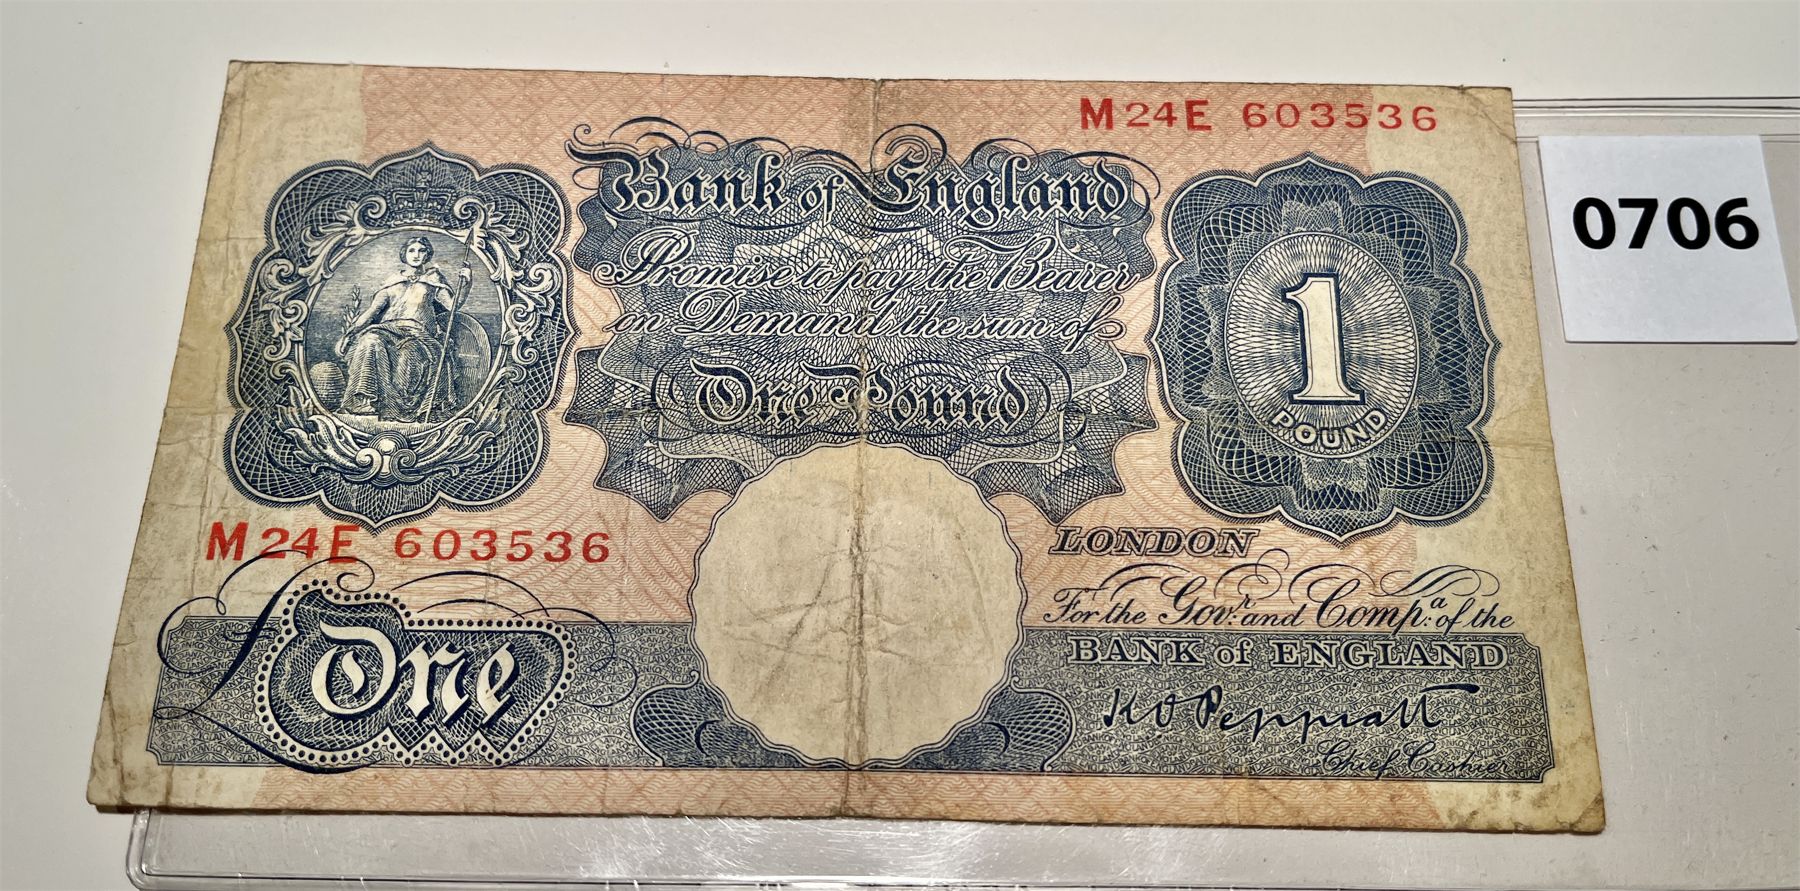 M24E 603536
Bank of England
Promise to pay the Bearer
on Demand the sum of
One Pound
1
POUND
M24E 603536
LONDON
For the Govr: and Compa: of the
BANK of ENGLAND
£One
K O Peppiatt
Chief Cashier
0706